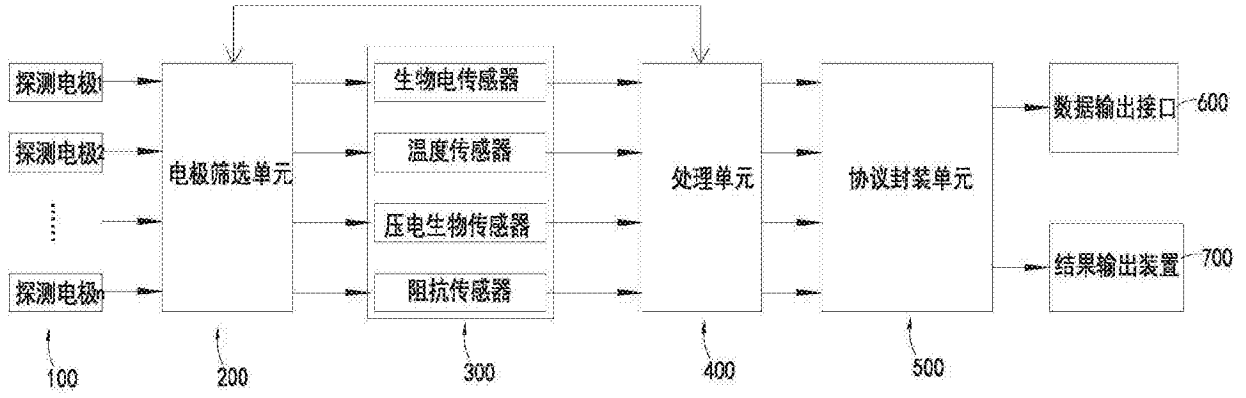 探测电极1
探测电极2
探测电极n
100
电极筛选单元
200
生物电传感器
温度传感器
压电生物传感器
阻抗传感器
300
处理单元
400
协议封装单元
500
数据输出接口
600
结果输出装置
700